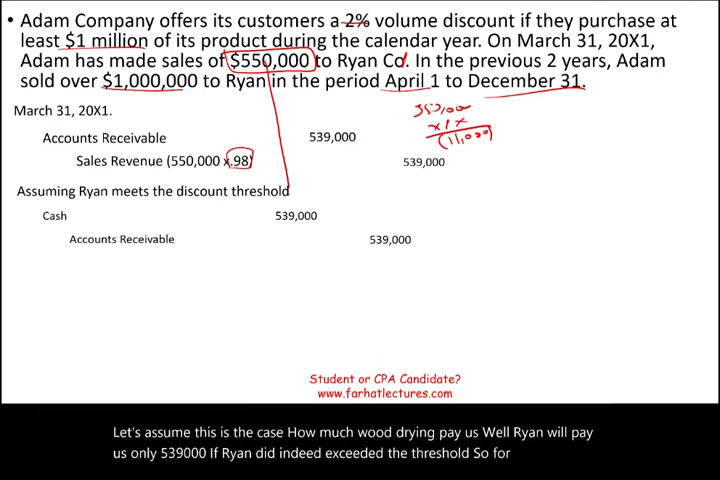 • Adam Company offers its customers a 2% volume discount if they purchase at
least $1 million of its product during the calendar year. On March 31, 20X1,
Adam has made sales of $550,000 to Ryan Co. In the previous 2 years, Adam
sold over $1,000,000 to Ryan in the period April 1 to December 31.
March 31, 20X1.
Accounts Receivable 539,000
Sales Revenue (550,000 x.98) 539,000
(11,000)
Assuming Ryan meets the discount threshold
Cash 539,000
Accounts Receivable 539,000
Student or CPA Candidate?
www.farhatlectures.com
Let's assume this is the case How much wood drying pay us Well Ryan will pay
us only 539000 If Ryan did indeed exceeded the threshold So for